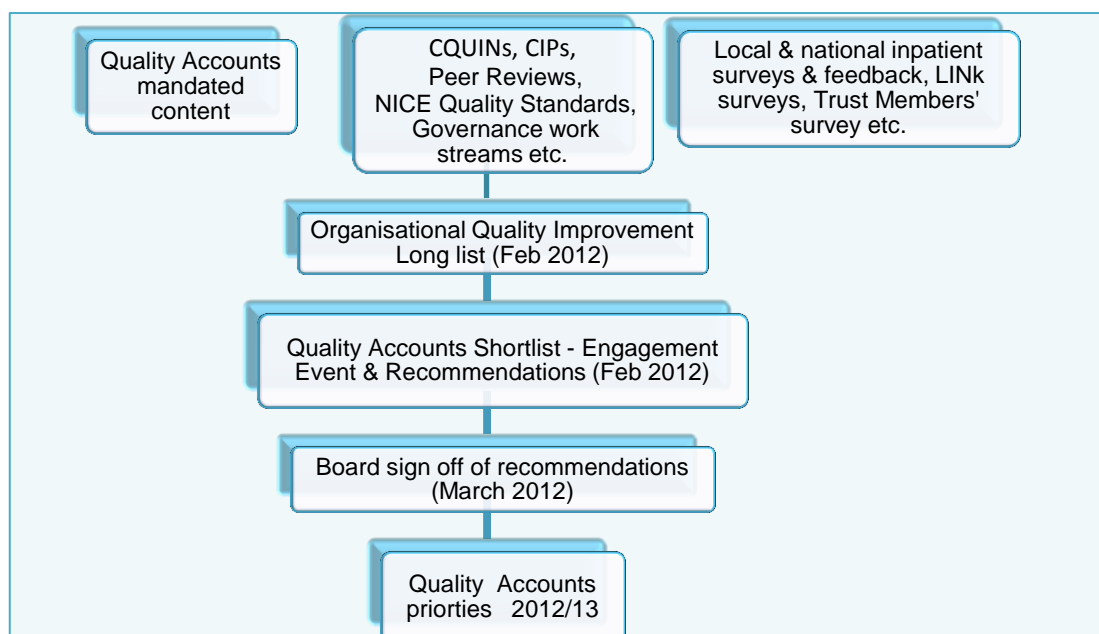 Quality Accounts
mandated
content
CQUINs, CIPs,
Peer Reviews,
NICE Quality Standards,
Governance work
streams etc.
Local & national inpatient
surveys & feedback, LINk
surveys, Trust Members'
survey etc.
Organisational Quality Improvement
Long list (Feb 2012)
Quality Accounts Shortlist - Engagement
Event & Recommendations (Feb 2012)
Board sign off of recommendations
(March 2012)
Quality Accounts
priorties 2012/13